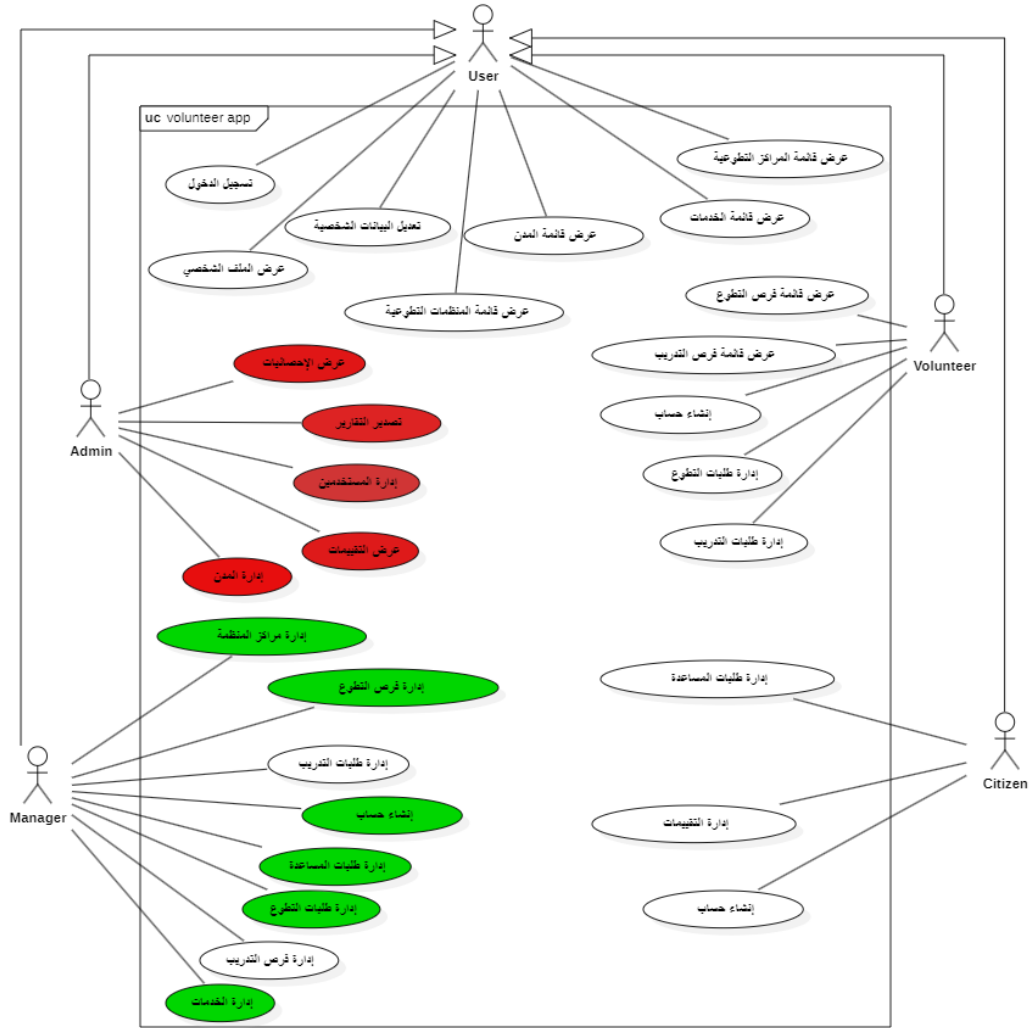 User
uc volunteer app
عرض قائمة المراكز التطوعية
تسجيل الدخول
عرض قائمة الخدمات
تعديل البيانات الشخصية
عرض قائمة المدن
عرض الملف الشخصي
عرض قائمة فرص التطوع
عرض قائمة المنظمات التطوعية
عرض قائمة فرص التدريب
Volunteer
عرض الإحصائيات
إنشاء حساب
تصدير التقارير
Admin
إدارة طلبات التطوع
إدارة المستخدمين
إدارة طلبات التدريب
عرض التقييمات
إدارة المدن
إدارة مراكز المنظمة
إدارة طلبات المساعدة
إدارة فرص التطوع
إدارة طلبات التدريب
Citizen
إنشاء حساب
Manager
إدارة التقييمات
إدارة طلبات المساعدة
إدارة طلبات التطوع
إنشاء حساب
إدارة فرص التدريب
إدارة الخدمات